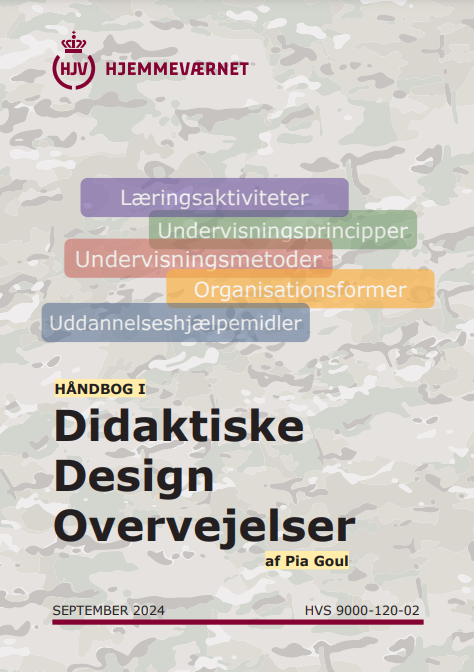 HJV HJEMMEVÆRNET
Læringsaktiviteter
Undervisningsprincipper
Undervisningsmetoder
Organisationsformer
Uddannelseshjælpemidler
HÅNDBOG I
Didaktiske
Design
Overvejelser
af Pia Goul
SEPTEMBER 2024 HVS 9000-120-02